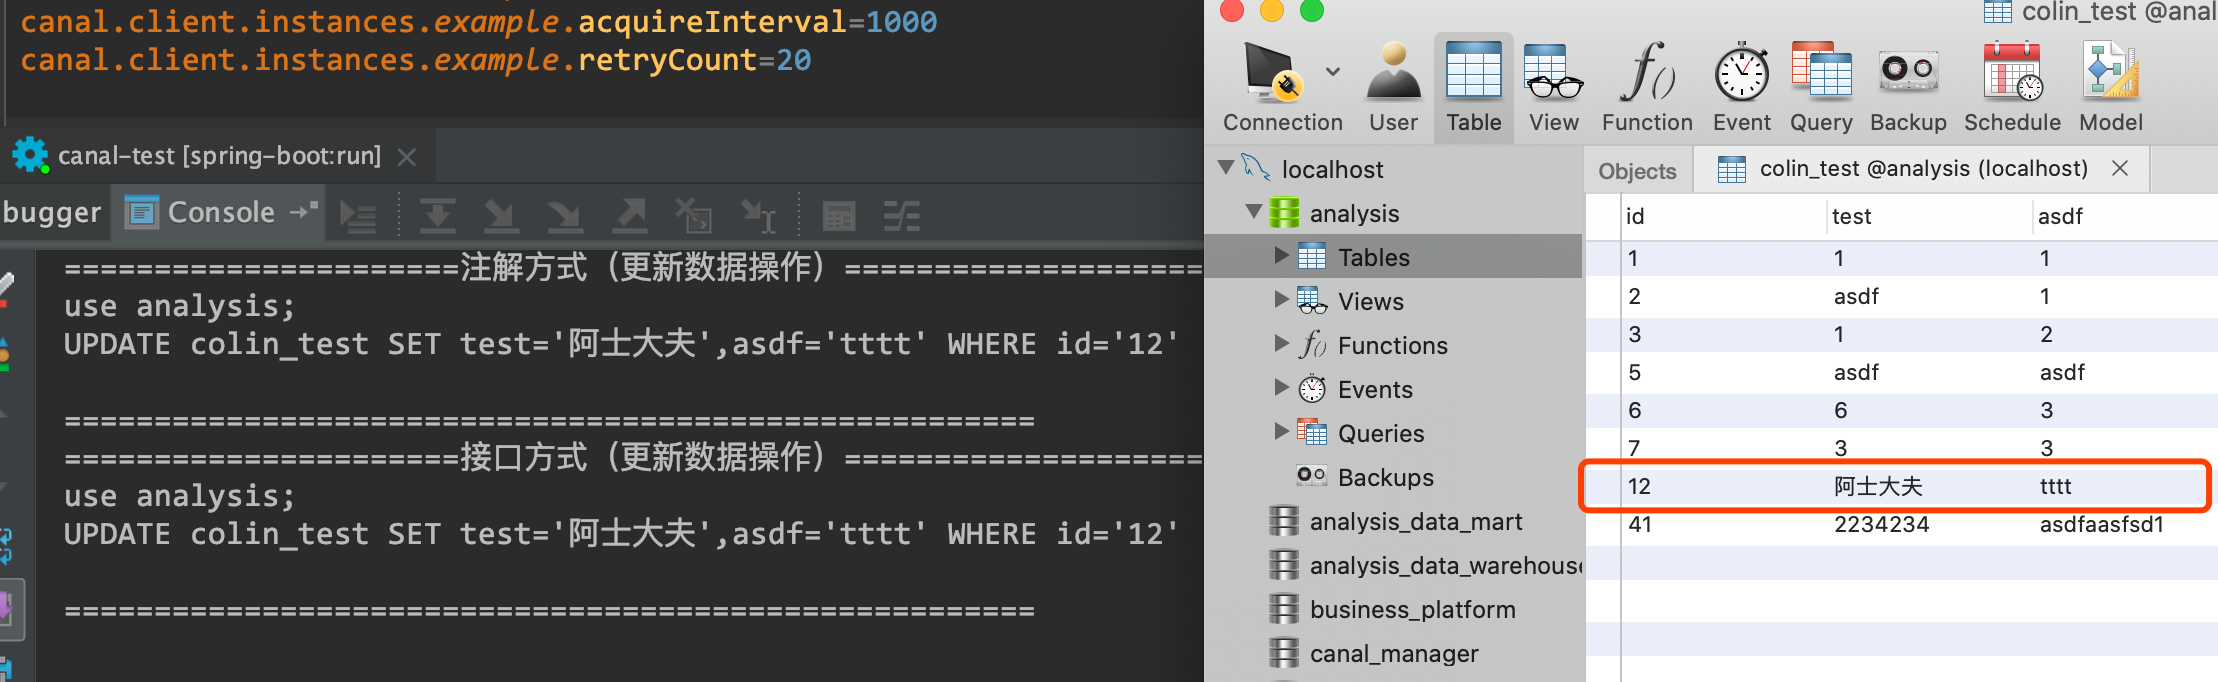 canal.client.instances.example.acquireInterval=1000
canal.client.instances.example.retryCount=20
canal-test [spring-boot:run]
bugger
Console
======================注解方式（更新数据操作）====================
use analysis;
UPDATE colin_test SET test='阿士大夫',asdf='tttt' WHERE id='12'
======================================================
======================接口方式（更新数据操作）====================
use analysis;
UPDATE colin_test SET test='阿士大夫',asdf='tttt' WHERE id='12'
======================================================
colin_test @anal
Connection User Table View Function Event Query Backup Schedule Model
localhost
analysis
Tables
Views
Functions
Events
Queries
Backups
analysis_data_mart
analysis_data_warehouse
business_platform
canal_manager
Objects
colin_test @analysis (localhost)
id test asdf
1 1 1
2 asdf 1
3 1 2
5 asdf asdf
6 6 3
7 3 3
12 阿士大夫 tttt
41 2234234 asdfaasfsd1